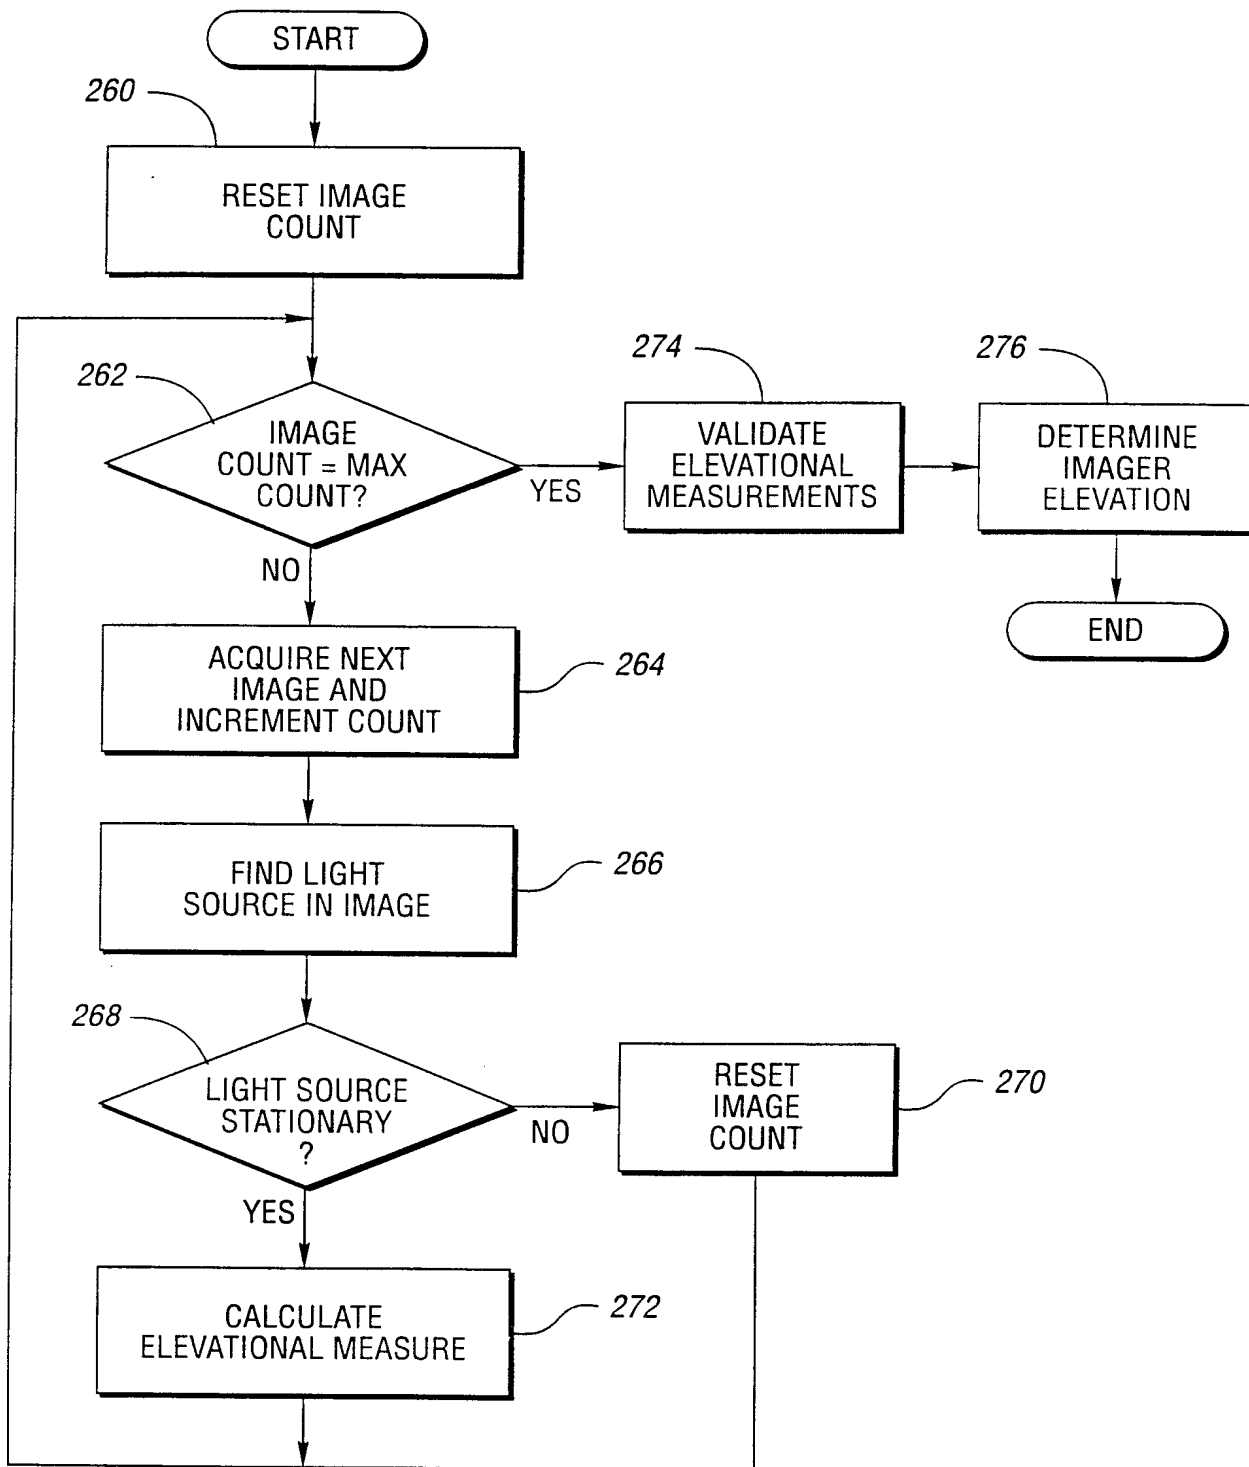 START
260
RESET IMAGE
COUNT
262
IMAGE
COUNT = MAX
COUNT?
YES
NO
274
VALIDATE
ELEVATIONAL
MEASUREMENTS
276
DETERMINE
IMAGER
ELEVATION
END
ACQUIRE NEXT
IMAGE AND
INCREMENT COUNT
264
FIND LIGHT
SOURCE IN IMAGE
266
268
LIGHT SOURCE
STATIONARY
?
NO
YES
RESET
IMAGE
COUNT
270
CALCULATE
ELEVATIONAL MEASURE
272